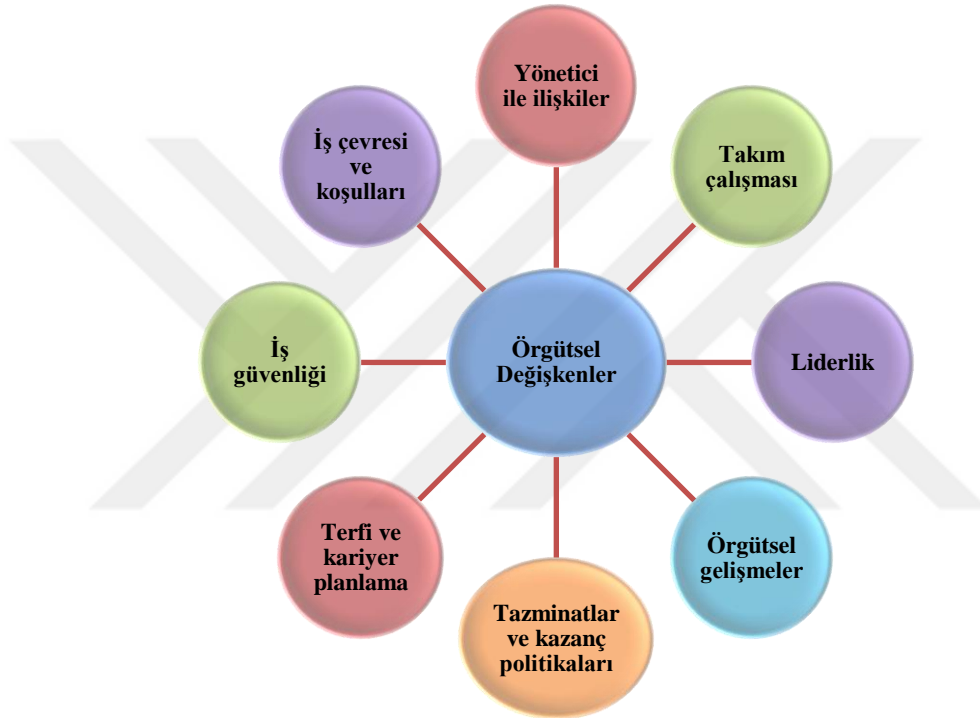 Yönetici
ile ilişkiler
Takım
çalışması
Liderlik
Örgütsel
gelişmeler
Tazminatlar
ve kazanç
politikaları
Terfi ve
kariyer
planlama
İş
güvenliği
İş çevresi
ve
koşulları
Örgütsel
Değişkenler